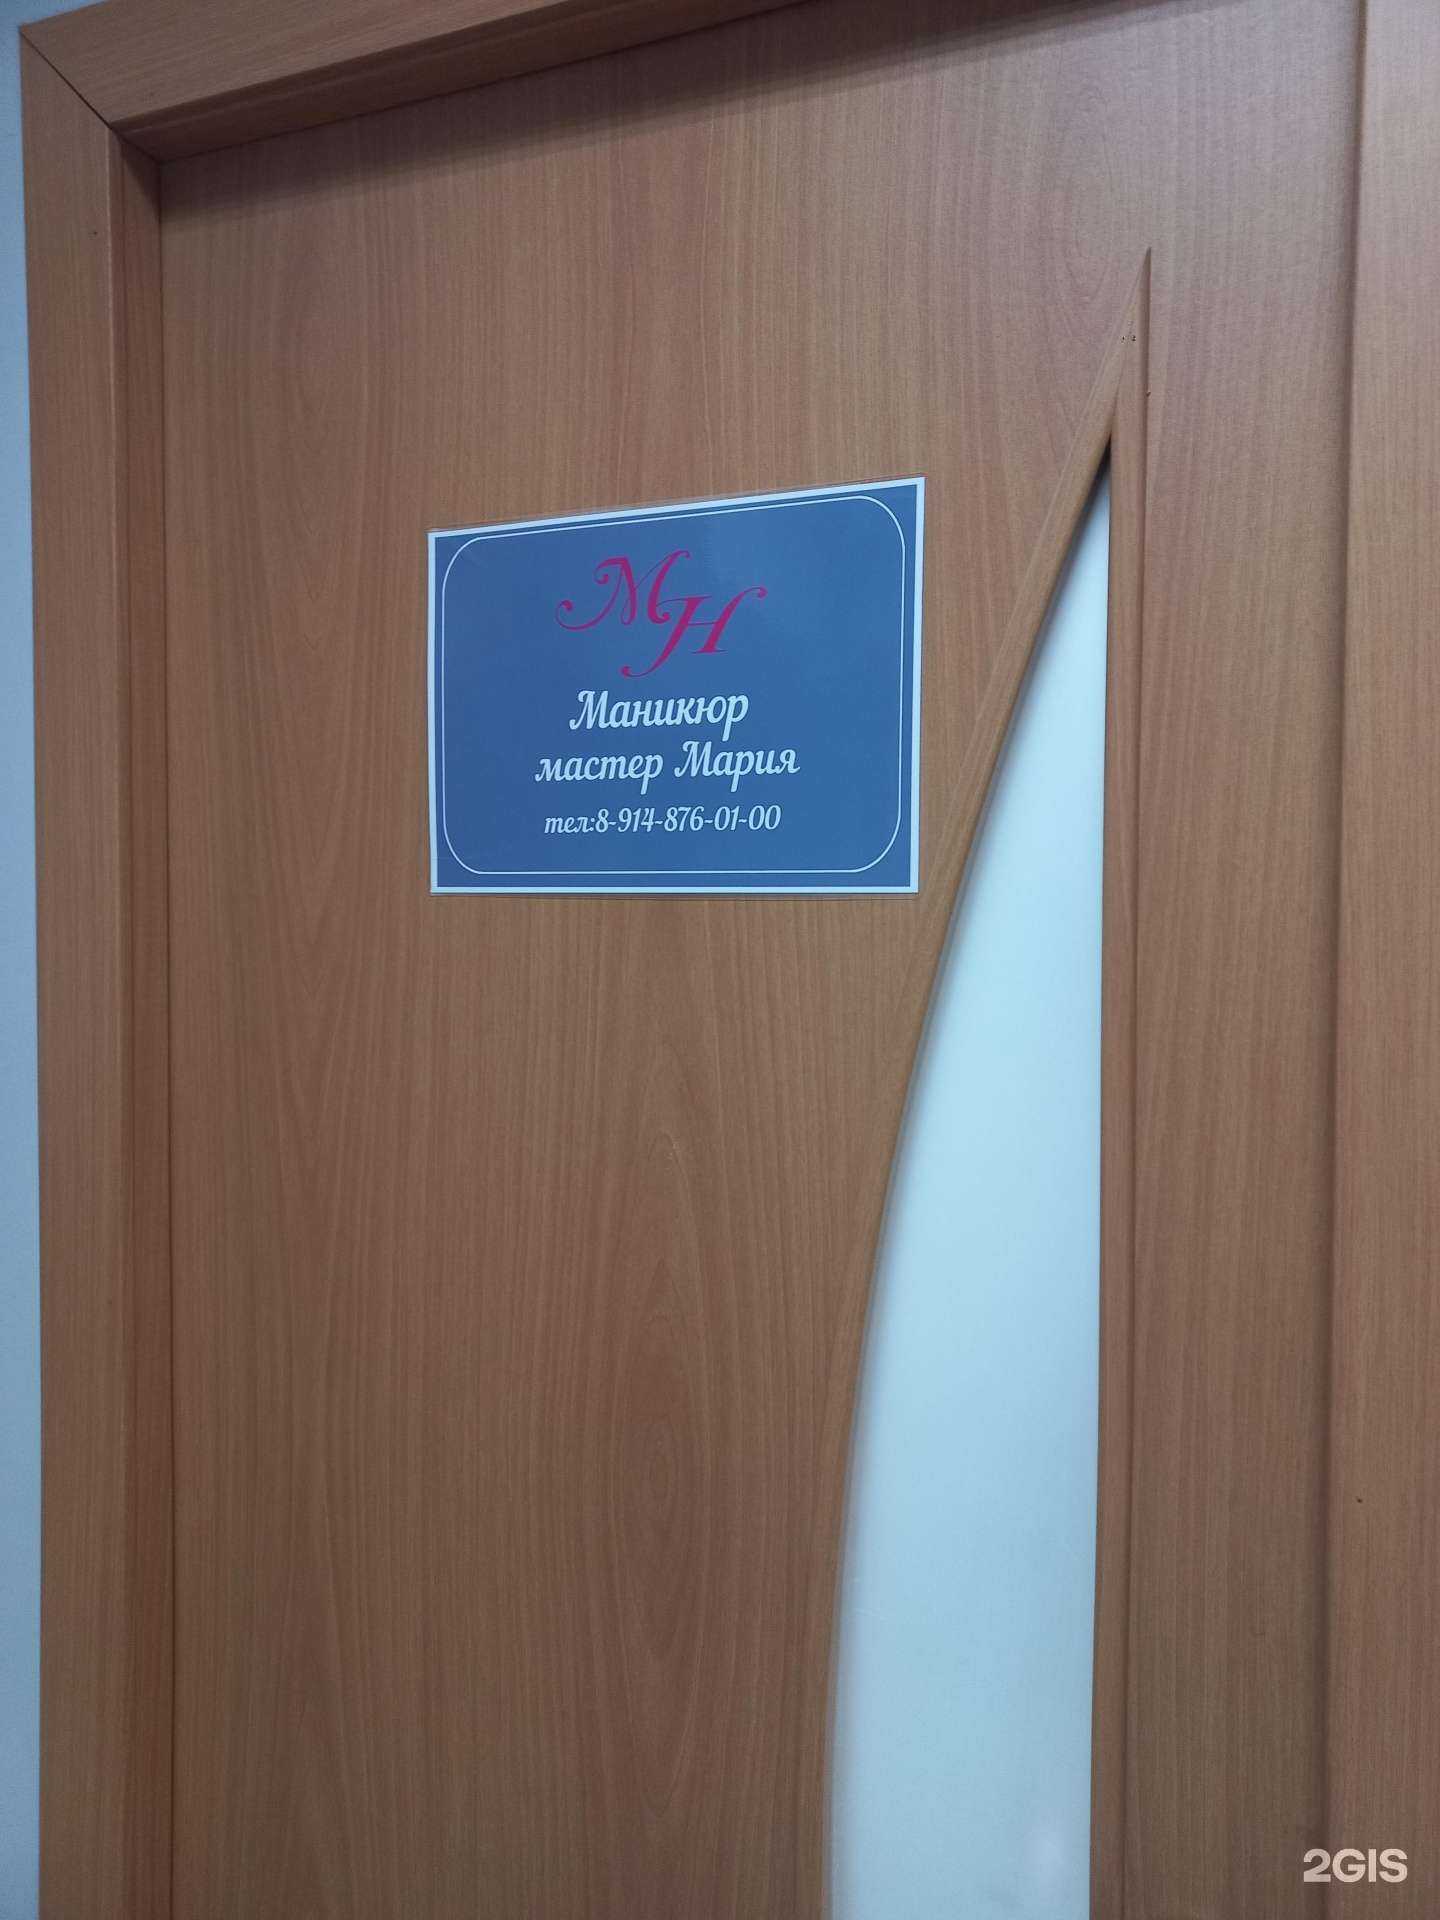 МН
Маникюр
мастер Мария
тел:8-914-876-01-00
2GIS